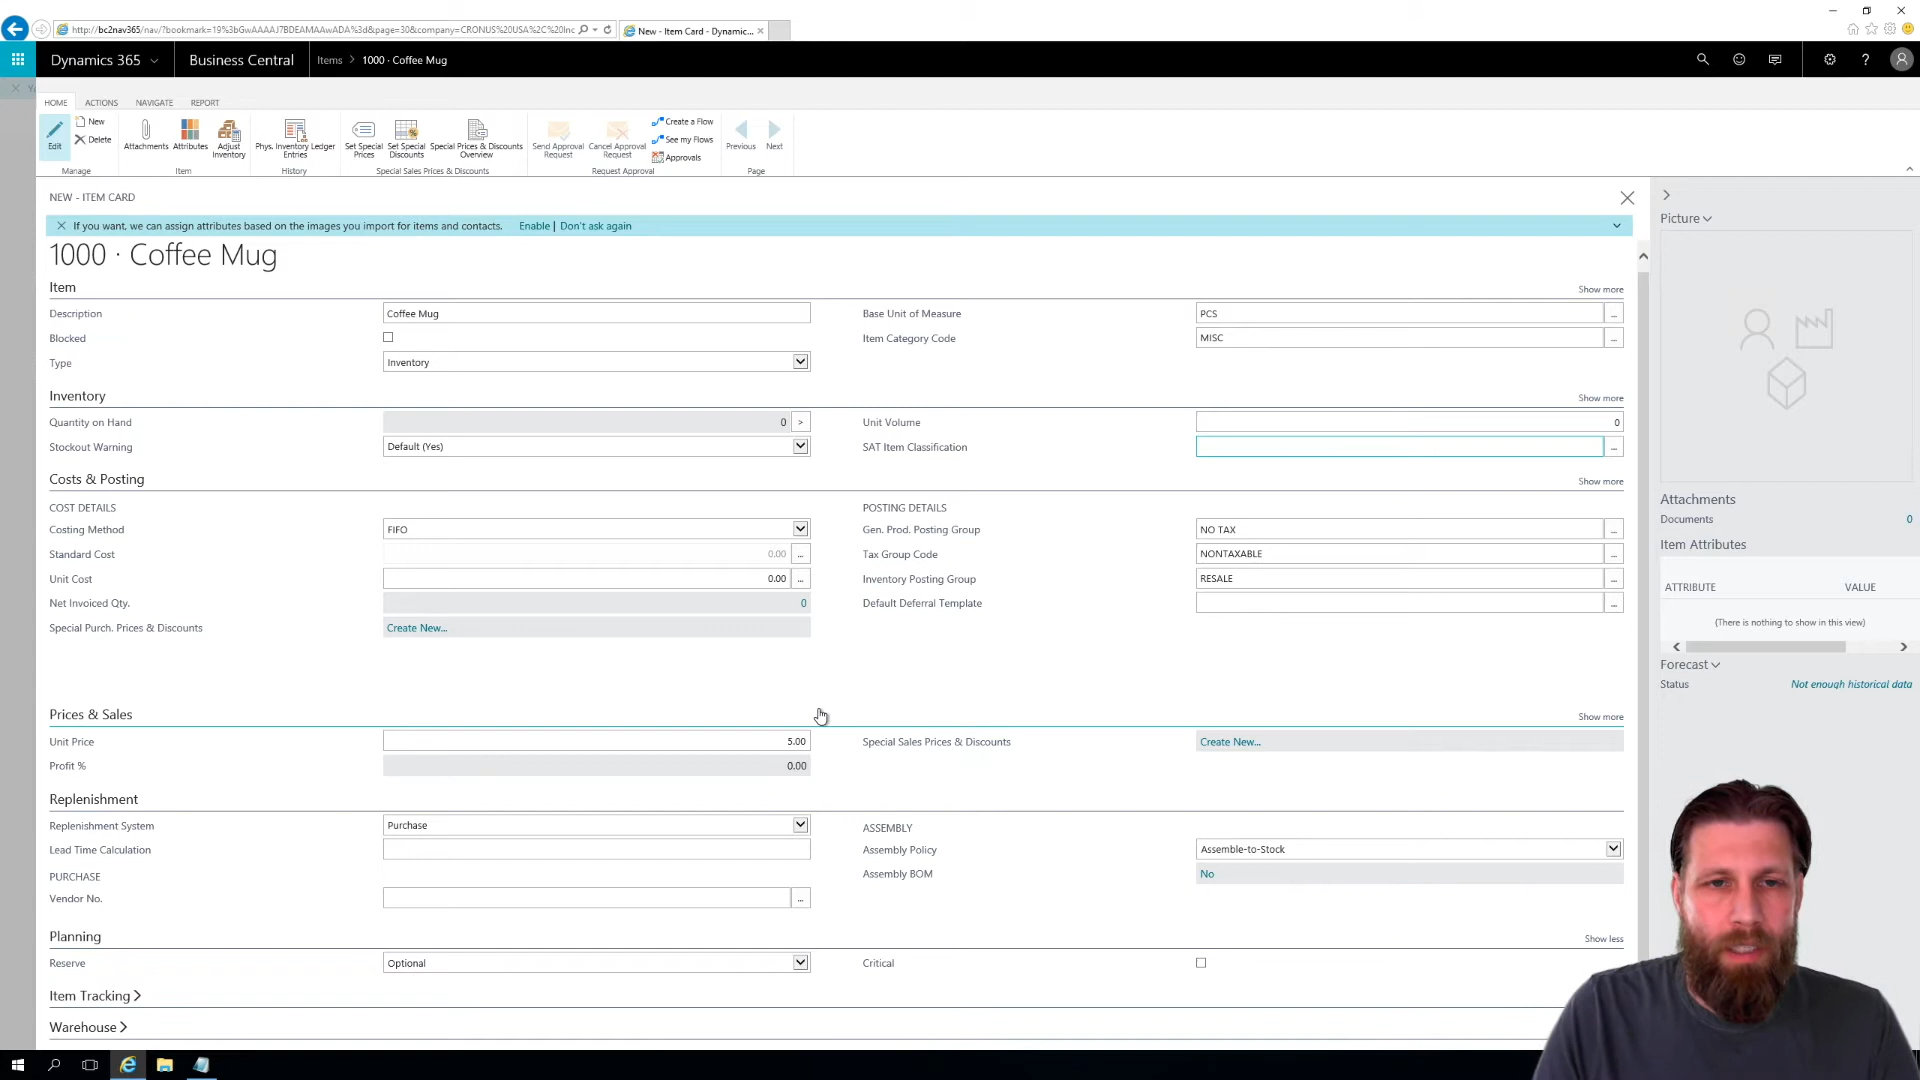 http://bc2nav365/nav/?bookmark=19%3bGwAAAAJ7BDEAMAAwADA%3d&page=30&company=CRONUS%20USA%2C%20Inc
New - Item Card - Dynamic...
Dynamics 365
Business Central
Items > 1000 · Coffee Mug
HOME ACTIONS NAVIGATE REPORT
Edit
New
Delete
Manage
Attachments
Attributes
Adjust Inventory
Item
Phys. Inventory Ledger Entries
History
Set Special Prices
Set Special Discounts
Special Prices & Discounts Overview
Special Sales Prices & Discounts
Send Approval Request
Cancel Approval Request
Create a Flow
See my Flows
Approvals
Request Approval
Previous
Next
Page
NEW - ITEM CARD
If you want, we can assign attributes based on the images you import for items and contacts. Enable | Don't ask again
1000 · Coffee Mug
Item
Show more
Description Coffee Mug
Blocked
Type Inventory
Base Unit of Measure PCS
Item Category Code MISC
Inventory
Show more
Quantity on Hand 0 >
Stockout Warning Default (Yes)
Unit Volume 0
SAT Item Classification
Costs & Posting
Show more
COST DETAILS
Costing Method FIFO
Standard Cost 0.00
Unit Cost 0.00
Net Invoiced Qty. 0
Special Purch. Prices & Discounts Create New...
POSTING DETAILS
Gen. Prod. Posting Group NO TAX
Tax Group Code NONTAXABLE
Inventory Posting Group RESALE
Default Deferral Template
Prices & Sales
Show more
Unit Price 5.00
Profit % 0.00
Special Sales Prices & Discounts Create New...
Replenishment
Replenishment System Purchase
Lead Time Calculation
PURCHASE
Vendor No.
ASSEMBLY
Assembly Policy Assemble-to-Stock
Assembly BOM No
Planning
Show less
Reserve Optional
Critical
Item Tracking
Warehouse
Picture
Attachments
Documents 0
Item Attributes
ATTRIBUTE VALUE
(There is nothing to show in this view)
Forecast
Status Not enough historical data